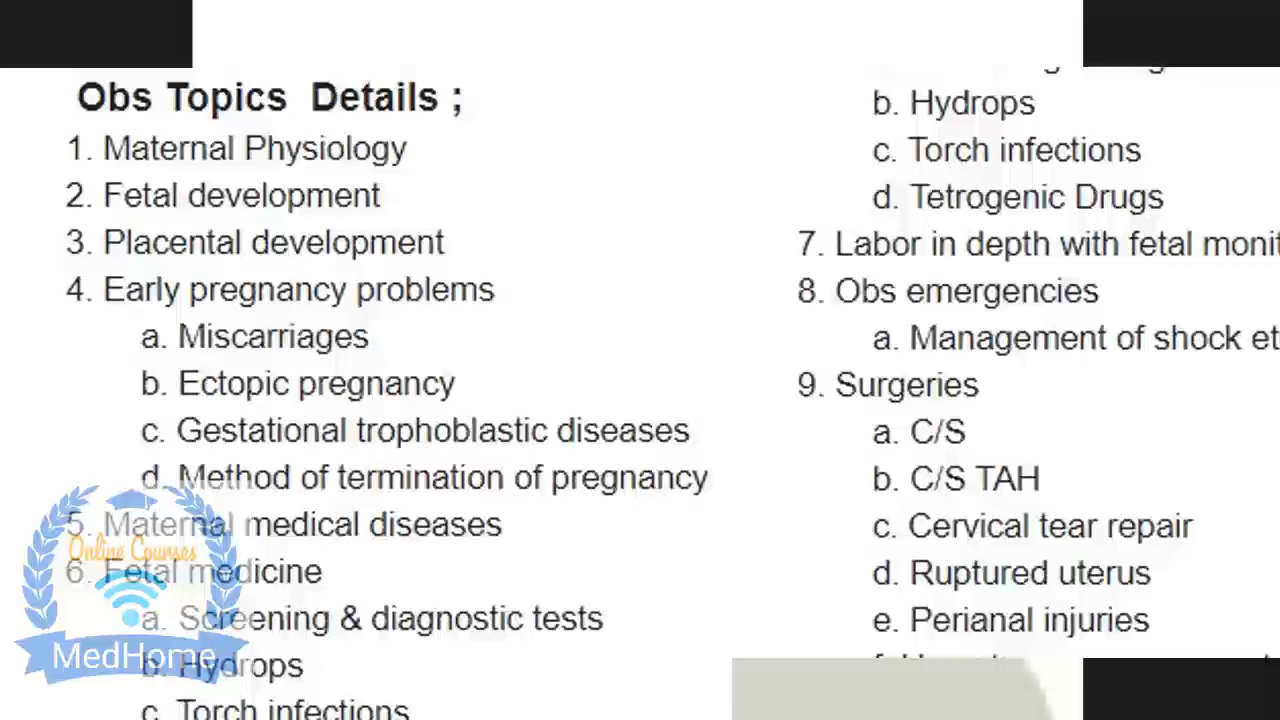 Obs Topics Details ;
1. Maternal Physiology
2. Fetal development
3. Placental development
4. Early pregnancy problems
a. Miscarriages
b. Ectopic pregnancy
c. Gestational trophoblastic diseases
d. Method of termination of pregnancy
5. Maternal medical diseases
6. Fetal medicine
a. Screening & diagnostic tests
b. Hydrops
c. Torch infections
b. Hydrops
c. Torch infections
d. Tetrogenic Drugs
7. Labor in depth with fetal monit
8. Obs emergencies
a. Management of shock et
9. Surgeries
a. C/S
b. C/S TAH
c. Cervical tear repair
d. Ruptured uterus
e. Perianal injuries
Online Courses
MedHome